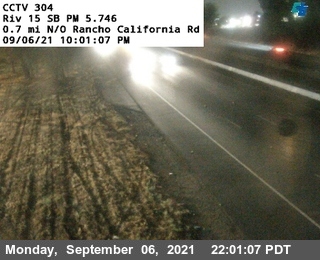 CCTV 304
Riv 15 SB PM 5.746
0.7 mi N/O Rancho California Rd
09/06/21 10:01:07 PM
Monday, September 06, 2021 22:01:07 PDT